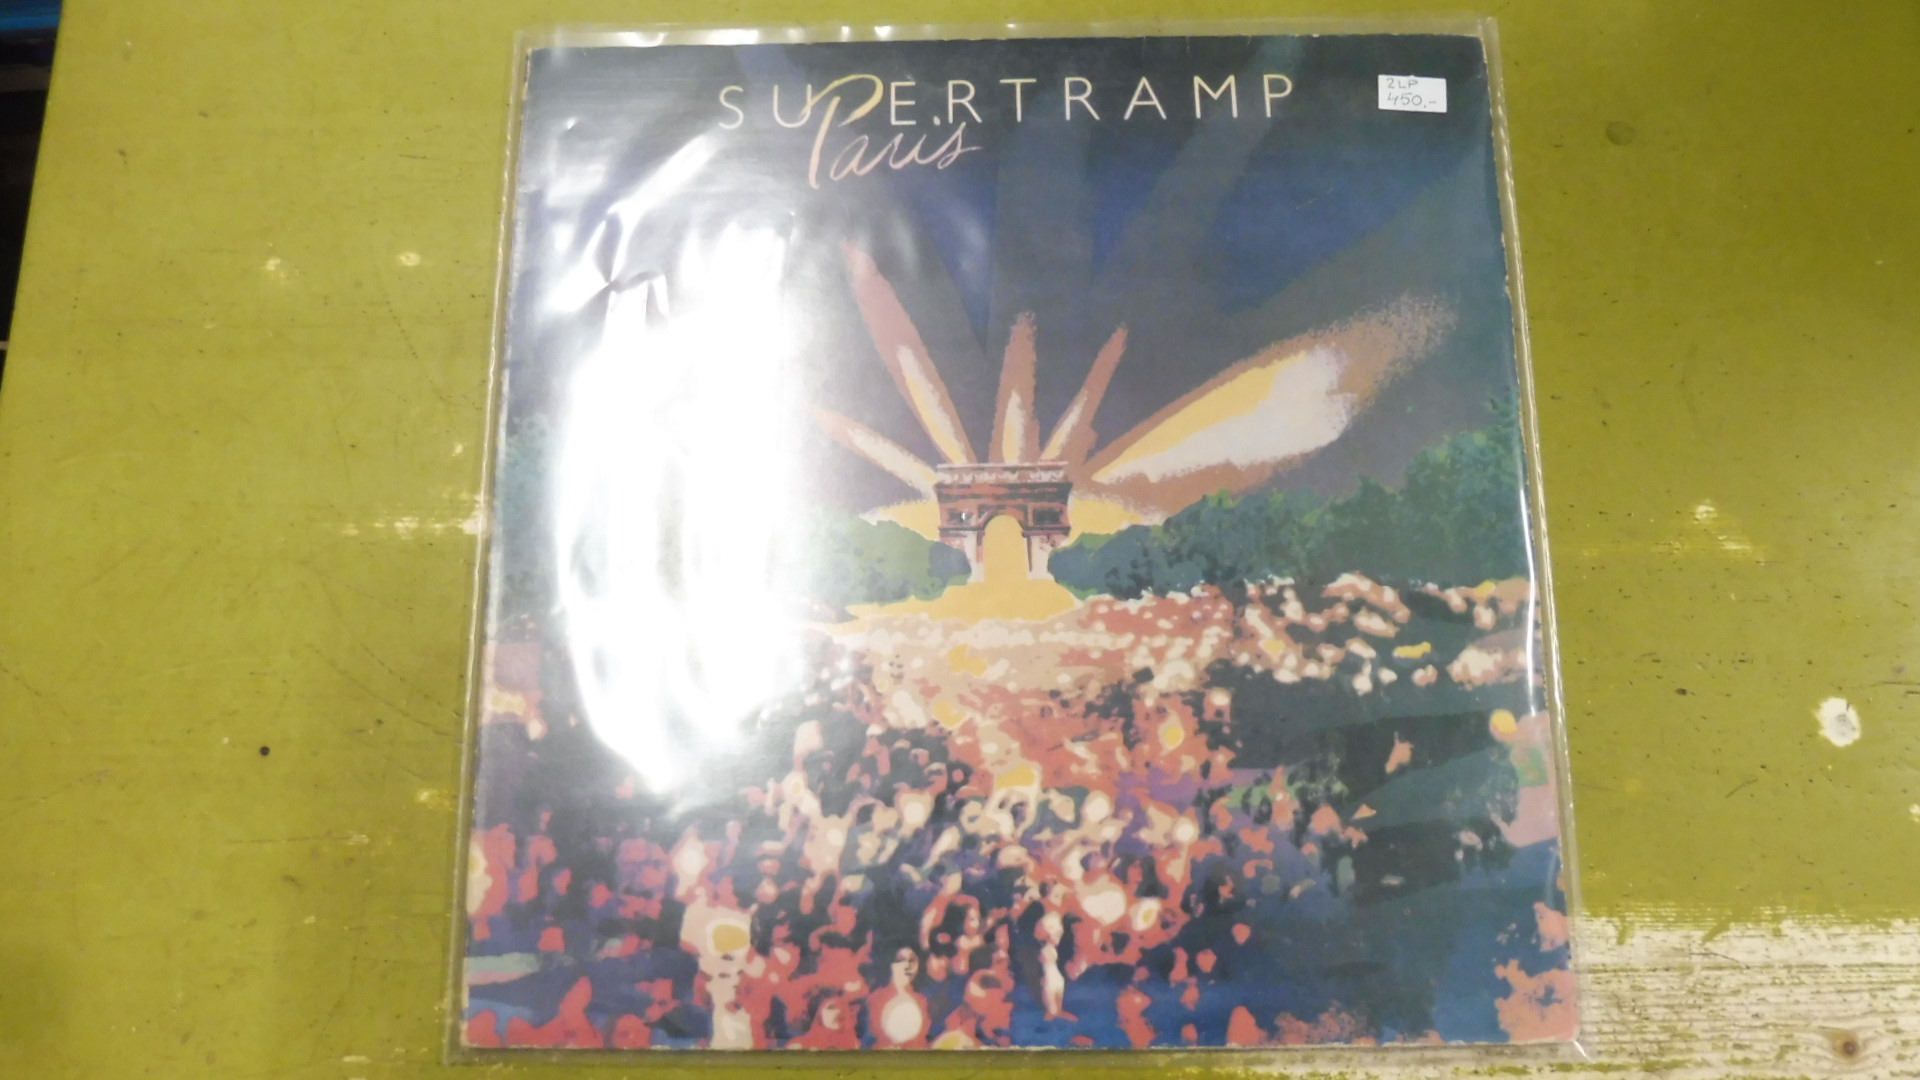 SUPERTRAMP
Paris
2LP
450,-